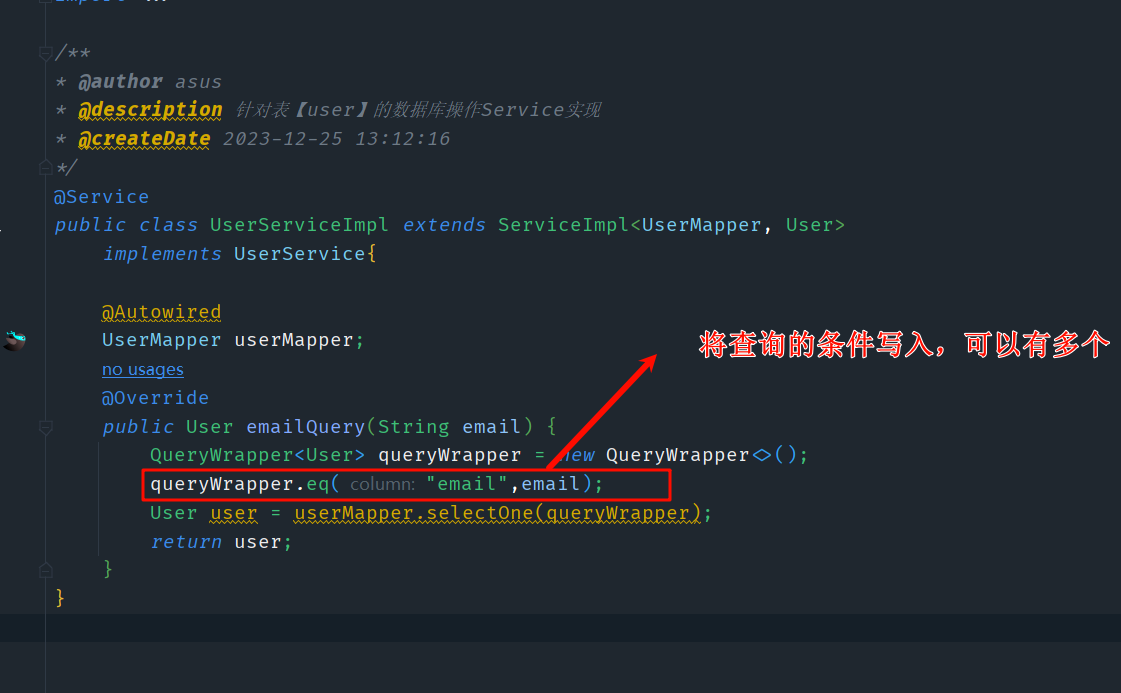 /**
* @author asus
* @description 针对表【user】的数据库操作Service实现
* @createDate 2023-12-25 13:12:16
*/
@Service
public class UserServiceImpl extends ServiceImpl<UserMapper, User>
implements UserService{
@Autowired
UserMapper userMapper;
将查询的条件写入，可以有多个
no usages
@Override
public User emailQuery(String email) {
QueryWrapper<User> queryWrapper = new QueryWrapper<>();
queryWrapper.eq( column: "email",email);
User user = userMapper.selectOne(queryWrapper);
return user;
}
}